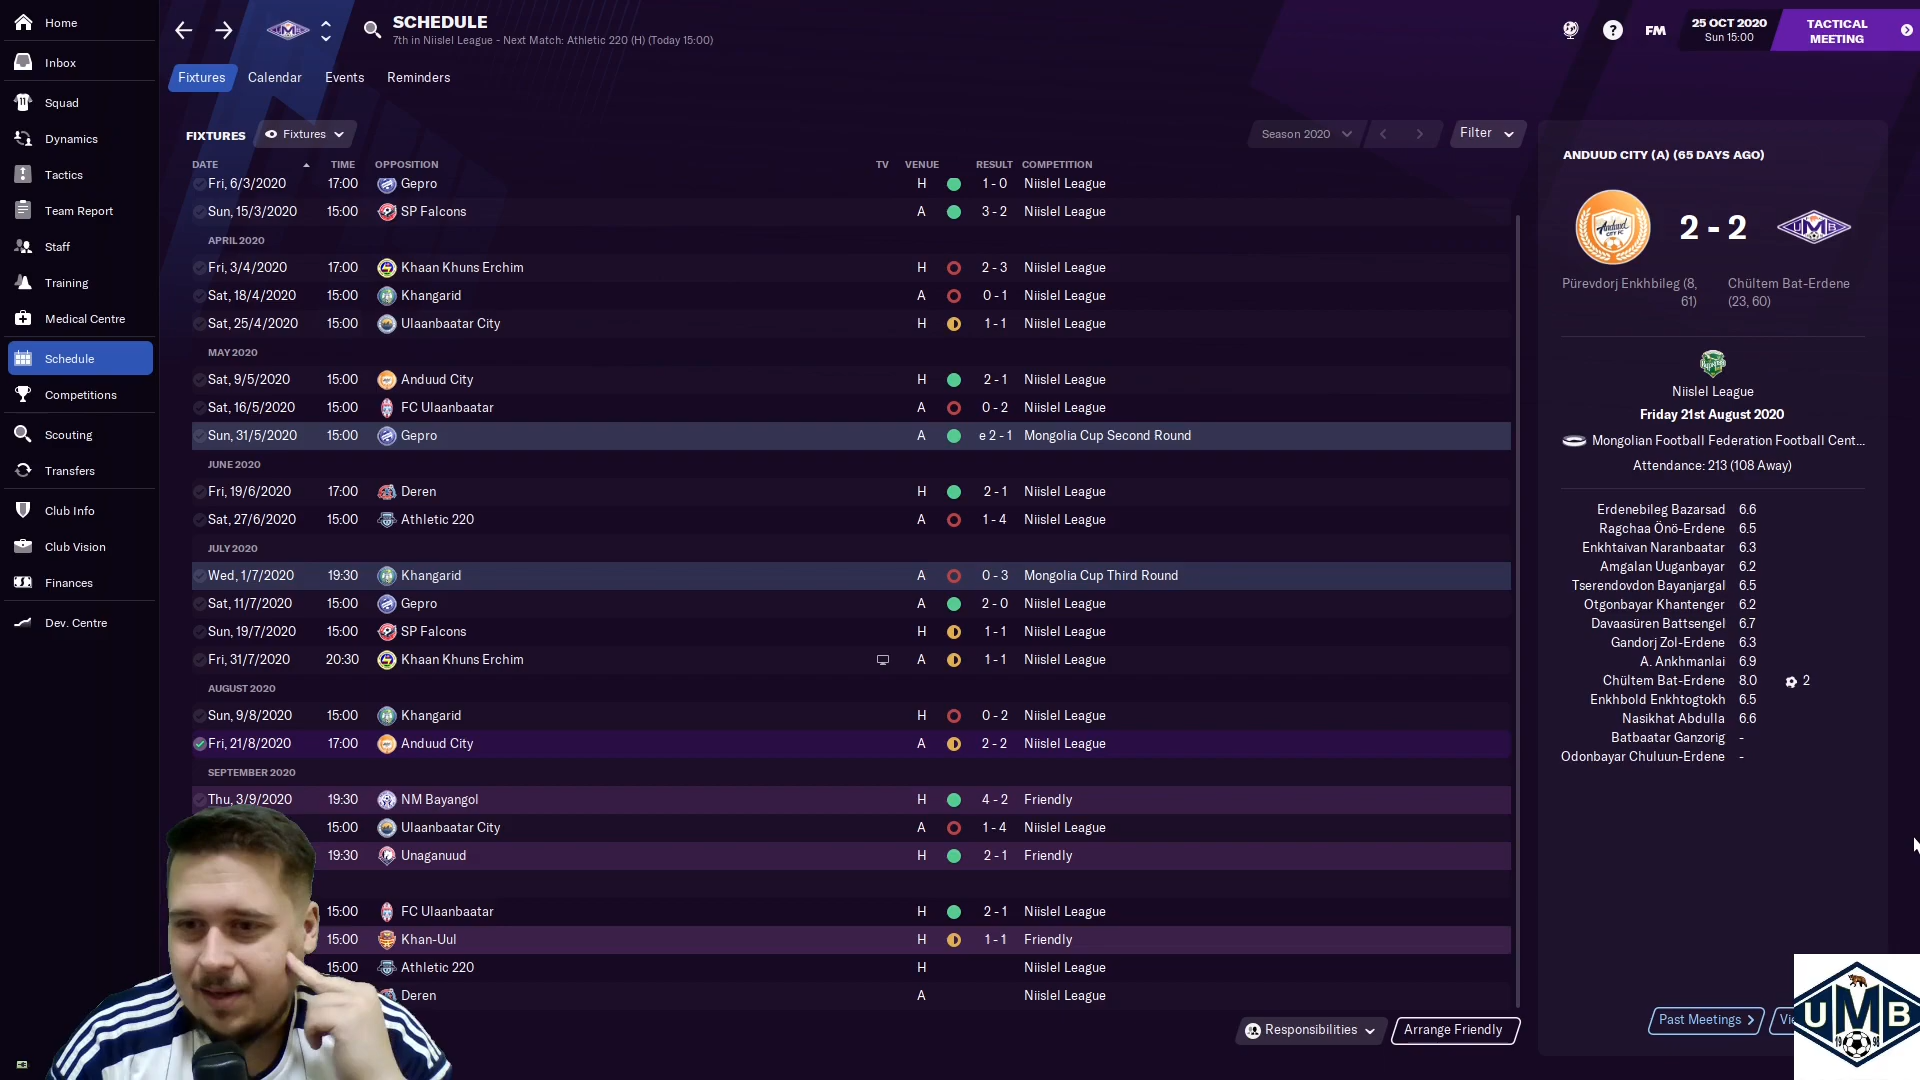 Home
Inbox
Squad
Dynamics
Tactics
Team Report
Staff
Training
Medical Centre
Schedule
Competitions
Scouting
Transfers
Club Info
Club Vision
Finances
Dev. Centre
UMB
SCHEDULE
7th in Niislel League - Next Match: Athletic 220 (H) (Today 15:00)
FM
25 OCT 2020
Sun 15:00
TACTICAL MEETING
Fixtures Calendar Events Reminders
FIXTURES Fixtures Season 2020 Filter
DATE TIME OPPOSITION TV VENUE RESULT COMPETITION
Fri, 6/3/2020 17:00 Gepro H 1 - 0 Niislel League
Sun, 15/3/2020 15:00 SP Falcons A 3 - 2 Niislel League
APRIL 2020
Fri, 3/4/2020 17:00 Khaan Khuns Erchim H 2 - 3 Niislel League
Sat, 18/4/2020 15:00 Khangarid A 0 - 1 Niislel League
Sat, 25/4/2020 15:00 Ulaanbaatar City H 1 - 1 Niislel League
MAY 2020
Sat, 9/5/2020 15:00 Anduud City H 2 - 1 Niislel League
Sat, 16/5/2020 15:00 FC Ulaanbaatar A 0 - 2 Niislel League
Sun, 31/5/2020 15:00 Gepro A e 2 - 1 Mongolia Cup Second Round
JUNE 2020
Fri, 19/6/2020 17:00 Deren H 2 - 1 Niislel League
Sat, 27/6/2020 15:00 Athletic 220 A 1 - 4 Niislel League
JULY 2020
Wed, 1/7/2020 19:30 Khangarid A 0 - 3 Mongolia Cup Third Round
Sat, 11/7/2020 15:00 Gepro A 2 - 0 Niislel League
Sun, 19/7/2020 15:00 SP Falcons H 1 - 1 Niislel League
Fri, 31/7/2020 20:30 Khaan Khuns Erchim A 1 - 1 Niislel League
AUGUST 2020
Sun, 9/8/2020 15:00 Khangarid H 0 - 2 Niislel League
Fri, 21/8/2020 17:00 Anduud City A 2 - 2 Niislel League
SEPTEMBER 2020
Thu, 3/9/2020 19:30 NM Bayangol H 4 - 2 Friendly
15:00 Ulaanbaatar City A 1 - 4 Niislel League
19:30 Unaganuud H 2 - 1 Friendly
15:00 FC Ulaanbaatar H 2 - 1 Niislel League
15:00 Khan-Uul H 1 - 1 Friendly
15:00 Athletic 220 H Niislel League
Deren A Niislel League
Responsibilities Arrange Friendly
ANDUUD CITY (A) (65 DAYS AGO)
Anduud
CITY FC
2 - 2
UMB
Pürevdorj Enkhbileg (8, 61)
Chültem Bat-Erdene (23, 60)
Niislel League
Friday 21st August 2020
Mongolian Football Federation Football Cent...
Attendance: 213 (108 Away)
Erdenebileg Bazarsad 6.6
Ragchaa Önö-Erdene 6.5
Enkhtaivan Naranbaatar 6.3
Amgalan Uuganbayar 6.2
Tserendovdon Bayanjargal 6.5
Otgonbayar Khantenger 6.2
Davaasüren Battsengel 6.7
Gandorj Zol-Erdene 6.3
A. Ankhmanlai 6.9
Chültem Bat-Erdene 8.0 2
Enkhbold Enkhtogtokh 6.5
Nasikhat Abdulla 6.6
Batbaatar Ganzorig -
Odonbayar Chuluun-Erdene -
Past Meetings
UMB
19 98